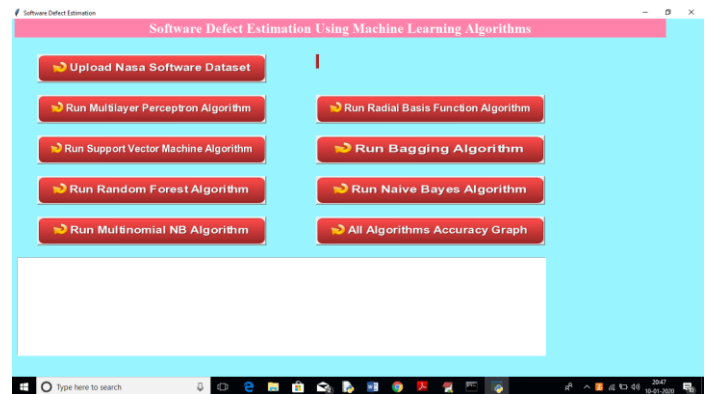 Software Defect Estimation
Software Defect Estimation Using Machine Learning Algorithms
Upload Nasa Software Dataset
Run Multilayer Perceptron Algorithm
Run Radial Basis Function Algorithm
Run Support Vector Machine Algorithm
Run Bagging Algorithm
Run Random Forest Algorithm
Run Naive Bayes Algorithm
Run Multinomial NB Algorithm
All Algorithms Accuracy Graph
Type here to search
20:47
10-01-2020